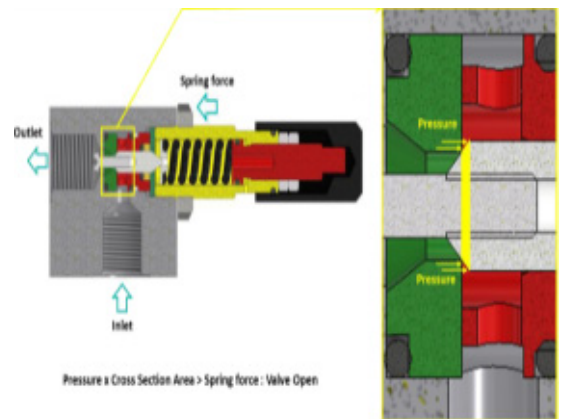 Spring force
Outlet
Inlet
Pressure x Cross Section Area > Spring force : Valve Open
Pressure
Pressure